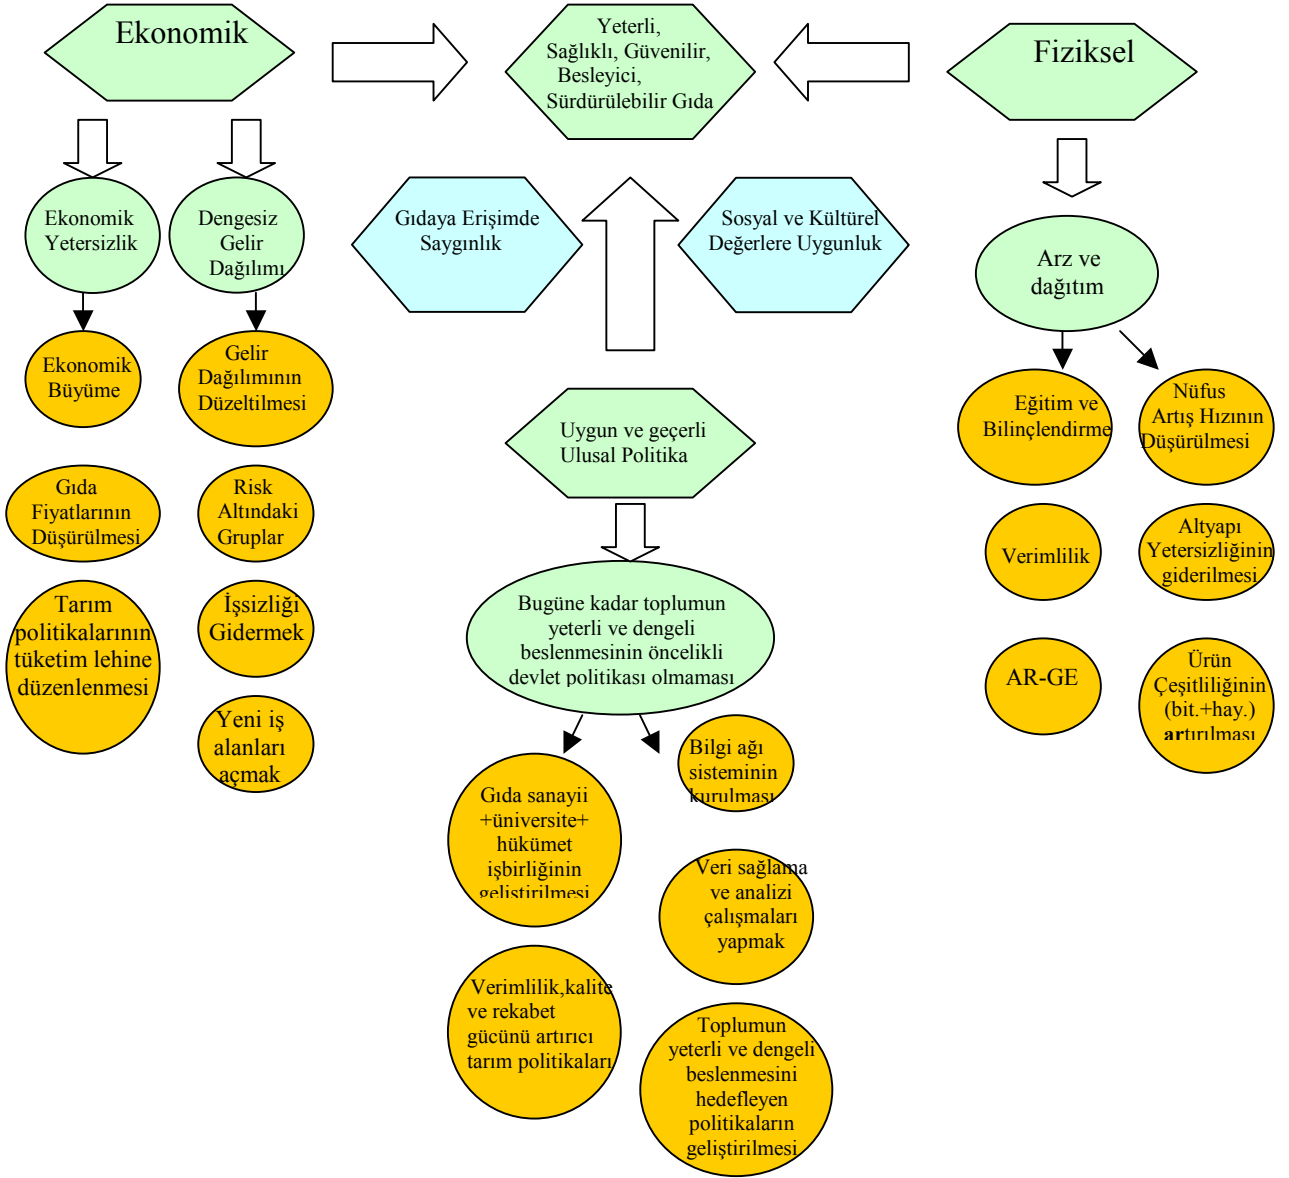 Ekonomik
Yeterli,
Sağlıklı, Güvenilir,
Besleyici,
Sürdürülebilir Gıda
Fiziksel
Ekonomik
Yetersizlik
Dengesiz
Gelir
Dağılımı
Gıdaya Erişimde
Saygınlık
Sosyal ve Kültürel
Değerlere Uygunluk
Arz ve
dağıtım
Ekonomik
Büyüme
Gelir
Dağılımının
Düzeltilmesi
Eğitim ve
Bilinçlendirme
Nüfus
Artış Hızının
Düşürülmesi
Uygun ve geçerli
Ulusal Politika
Gıda
Fiyatlarının
Düşürülmesi
Risk
Altındaki
Gruplar
Verimlilik
Altyapı
Yetersizliğinin
giderilmesi
Tarım
politikalarının
tüketim lehine
düzenlenmesi
İşsizliği
Gidermek
Bugüne kadar toplumun
yeterli ve dengeli
beslenmesinin öncelikli
devlet politikası olmaması
AR-GE
Ürün
Çeşitliliğinin
(bit.+hay.)
artırılması
Yeni iş
alanları
açmak
Bilgi ağı
sisteminin
kurulması
Gıda sanayii
+üniversite+
hükümet
işbirliğinin
geliştirilmesi
Veri sağlama
ve analizi
çalışmaları
yapmak
Verimlilik,kalite
ve rekabet
gücünü artırıcı
tarım politikaları
Toplumun
yeterli ve dengeli
beslenmesini
hedefleyen
politikaların
geliştirilmesi